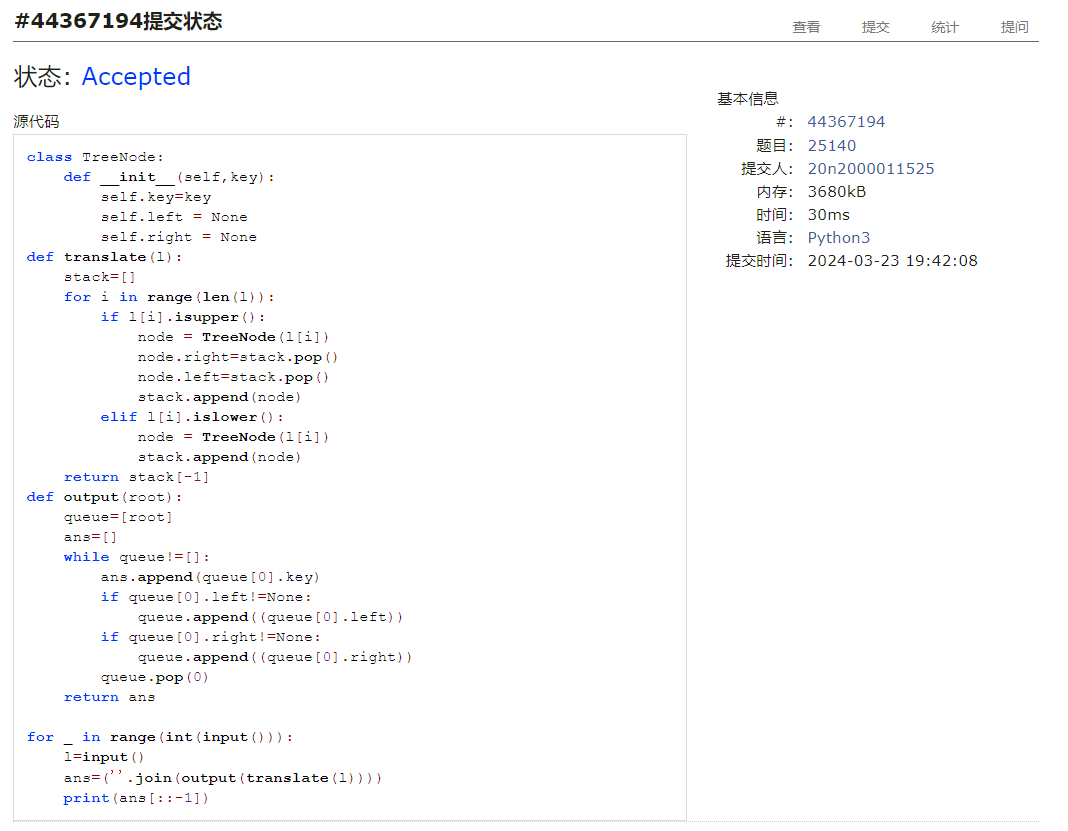 #44367194提交状态
查看 提交 统计 提问
状态: Accepted
源代码
class TreeNode:
    def __init__(self,key):
        self.key=key
        self.left = None
        self.right = None
def translate(l):
    stack=[]
    for i in range(len(l)):
        if l[i].isupper():
            node = TreeNode(l[i])
            node.right=stack.pop()
            node.left=stack.pop()
            stack.append(node)
        elif l[i].islower():
            node = TreeNode(l[i])
            stack.append(node)
    return stack[-1]
def output(root):
    queue=[root]
    ans=[]
    while queue!=[]:
        ans.append(queue[0].key)
        if queue[0].left!=None:
            queue.append((queue[0].left))
        if queue[0].right!=None:
            queue.append((queue[0].right))
        queue.pop(0)
    return ans

for _ in range(int(input())):
    l=input()
    ans=(''.join(output(translate(l))))
    print(ans[::-1])
基本信息
#: 44367194
题目: 25140
提交人: 20n2000011525
内存: 3680kB
时间: 30ms
语言: Python3
提交时间: 2024-03-23 19:42:08